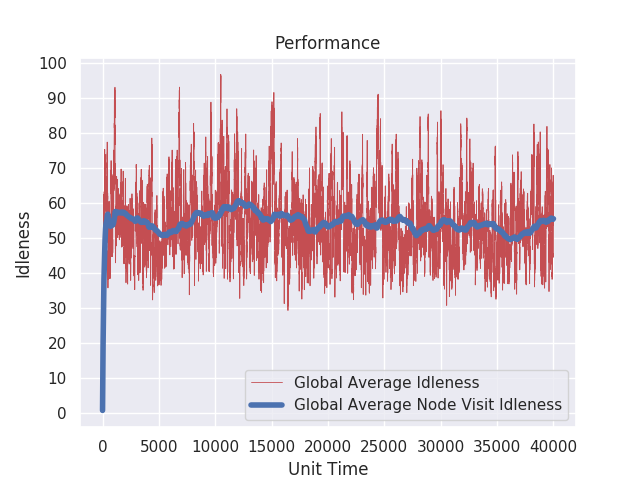 Performance
100
90
80
70
60
50
40
30
20
10
0
Idleness
Global Average Idleness
Global Average Node Visit Idleness
0 5000 10000 15000 20000 25000 30000 35000 40000
Unit Time